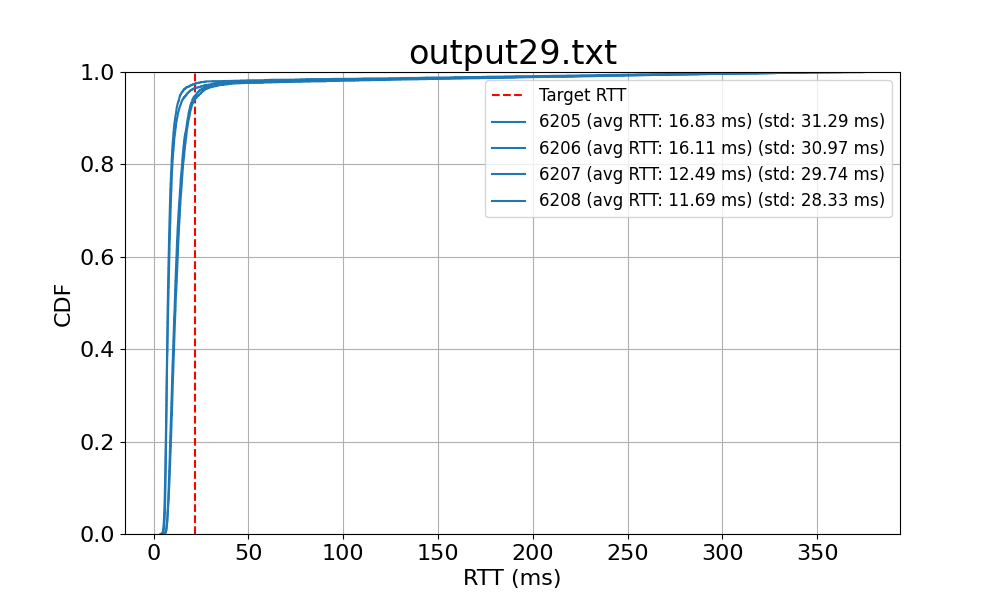 output29.txt
1.0
0.8
0.6
0.4
0.2
0.0
CDF
Target RTT
6205 (avg RTT: 16.83 ms) (std: 31.29 ms)
6206 (avg RTT: 16.11 ms) (std: 30.97 ms)
6207 (avg RTT: 12.49 ms) (std: 29.74 ms)
6208 (avg RTT: 11.69 ms) (std: 28.33 ms)
0 50 100 150 200 250 300 350
RTT (ms)